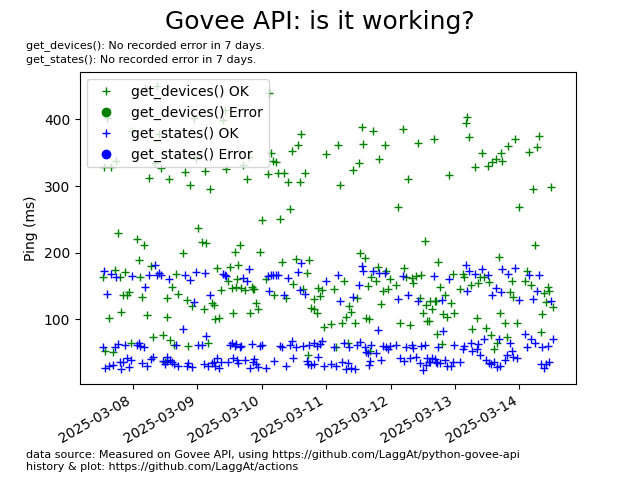 Govee API: is it working?
get_devices(): No recorded error in 7 days.
get_states(): No recorded error in 7 days.
get_devices() OK
get_devices() Error
get_states() OK
get_states() Error
Ping (ms)
400
300
200
100
2025-03-08
2025-03-09
2025-03-10
2025-03-11
2025-03-12
2025-03-13
2025-03-14
data source: Measured on Govee API, using https://github.com/LaggAt/python-govee-api
history & plot: https://github.com/LaggAt/actions